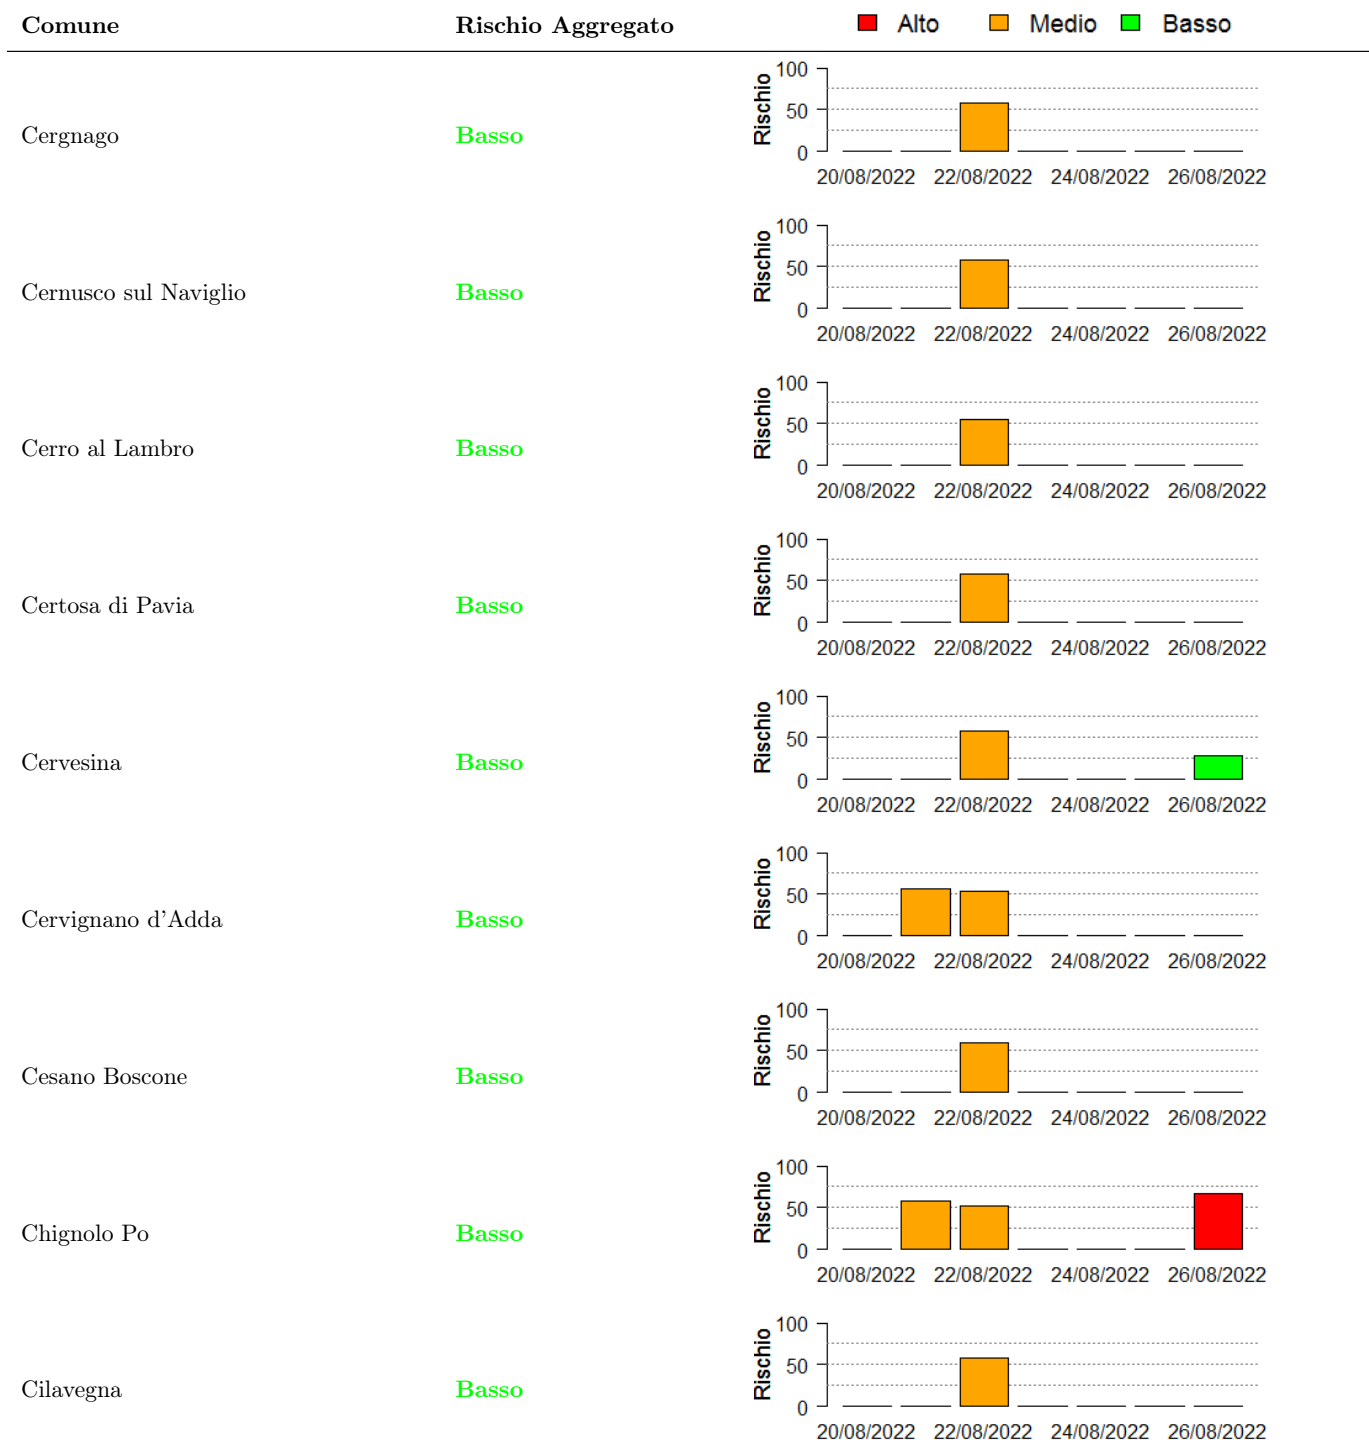 Comune Rischio Aggregato Alto Medio Basso
Cergnago Basso
Rischio
100
50
0
20/08/2022 22/08/2022 24/08/2022 26/08/2022
Cernusco sul Naviglio Basso
Rischio
100
50
0
20/08/2022 22/08/2022 24/08/2022 26/08/2022
Cerro al Lambro Basso
Rischio
100
50
0
20/08/2022 22/08/2022 24/08/2022 26/08/2022
Certosa di Pavia Basso
Rischio
100
50
0
20/08/2022 22/08/2022 24/08/2022 26/08/2022
Cervesina Basso
Rischio
100
50
0
20/08/2022 22/08/2022 24/08/2022 26/08/2022
Cervignano d'Adda Basso
Rischio
100
50
0
20/08/2022 22/08/2022 24/08/2022 26/08/2022
Cesano Boscone Basso
Rischio
100
50
0
20/08/2022 22/08/2022 24/08/2022 26/08/2022
Chignolo Po Basso
Rischio
100
50
0
20/08/2022 22/08/2022 24/08/2022 26/08/2022
Cilavegna Basso
Rischio
100
50
0
20/08/2022 22/08/2022 24/08/2022 26/08/2022